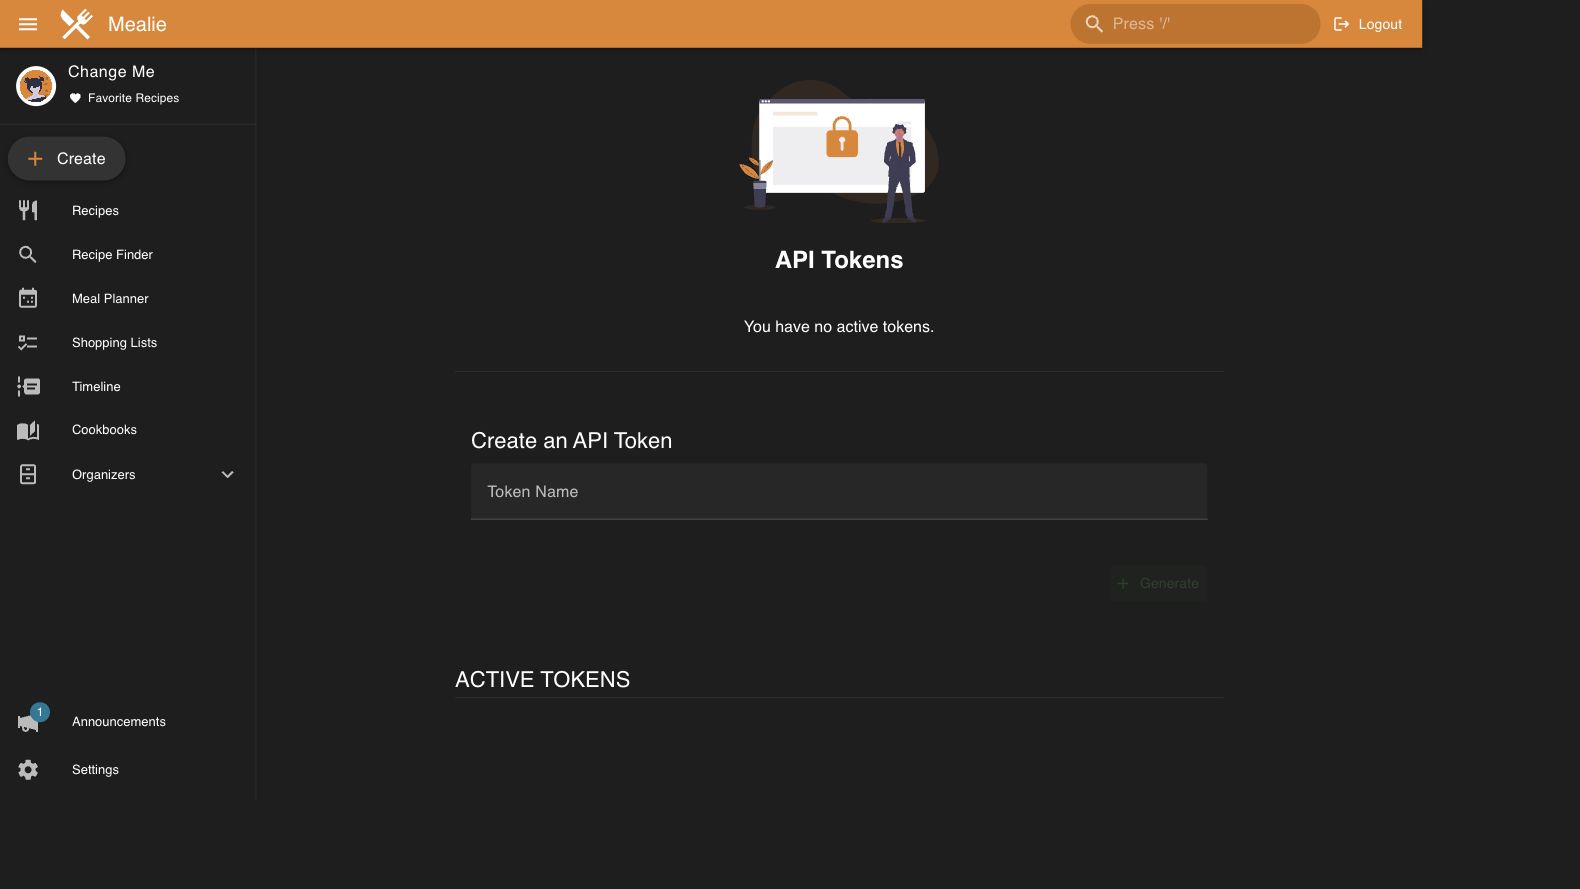 Mealie
Press '/'
Logout
Change Me
Favorite Recipes
Create
Recipes
Recipe Finder
Meal Planner
Shopping Lists
Timeline
Cookbooks
Organizers
1
Announcements
Settings
API Tokens
You have no active tokens.
Create an API Token
Token Name
Generate
ACTIVE TOKENS